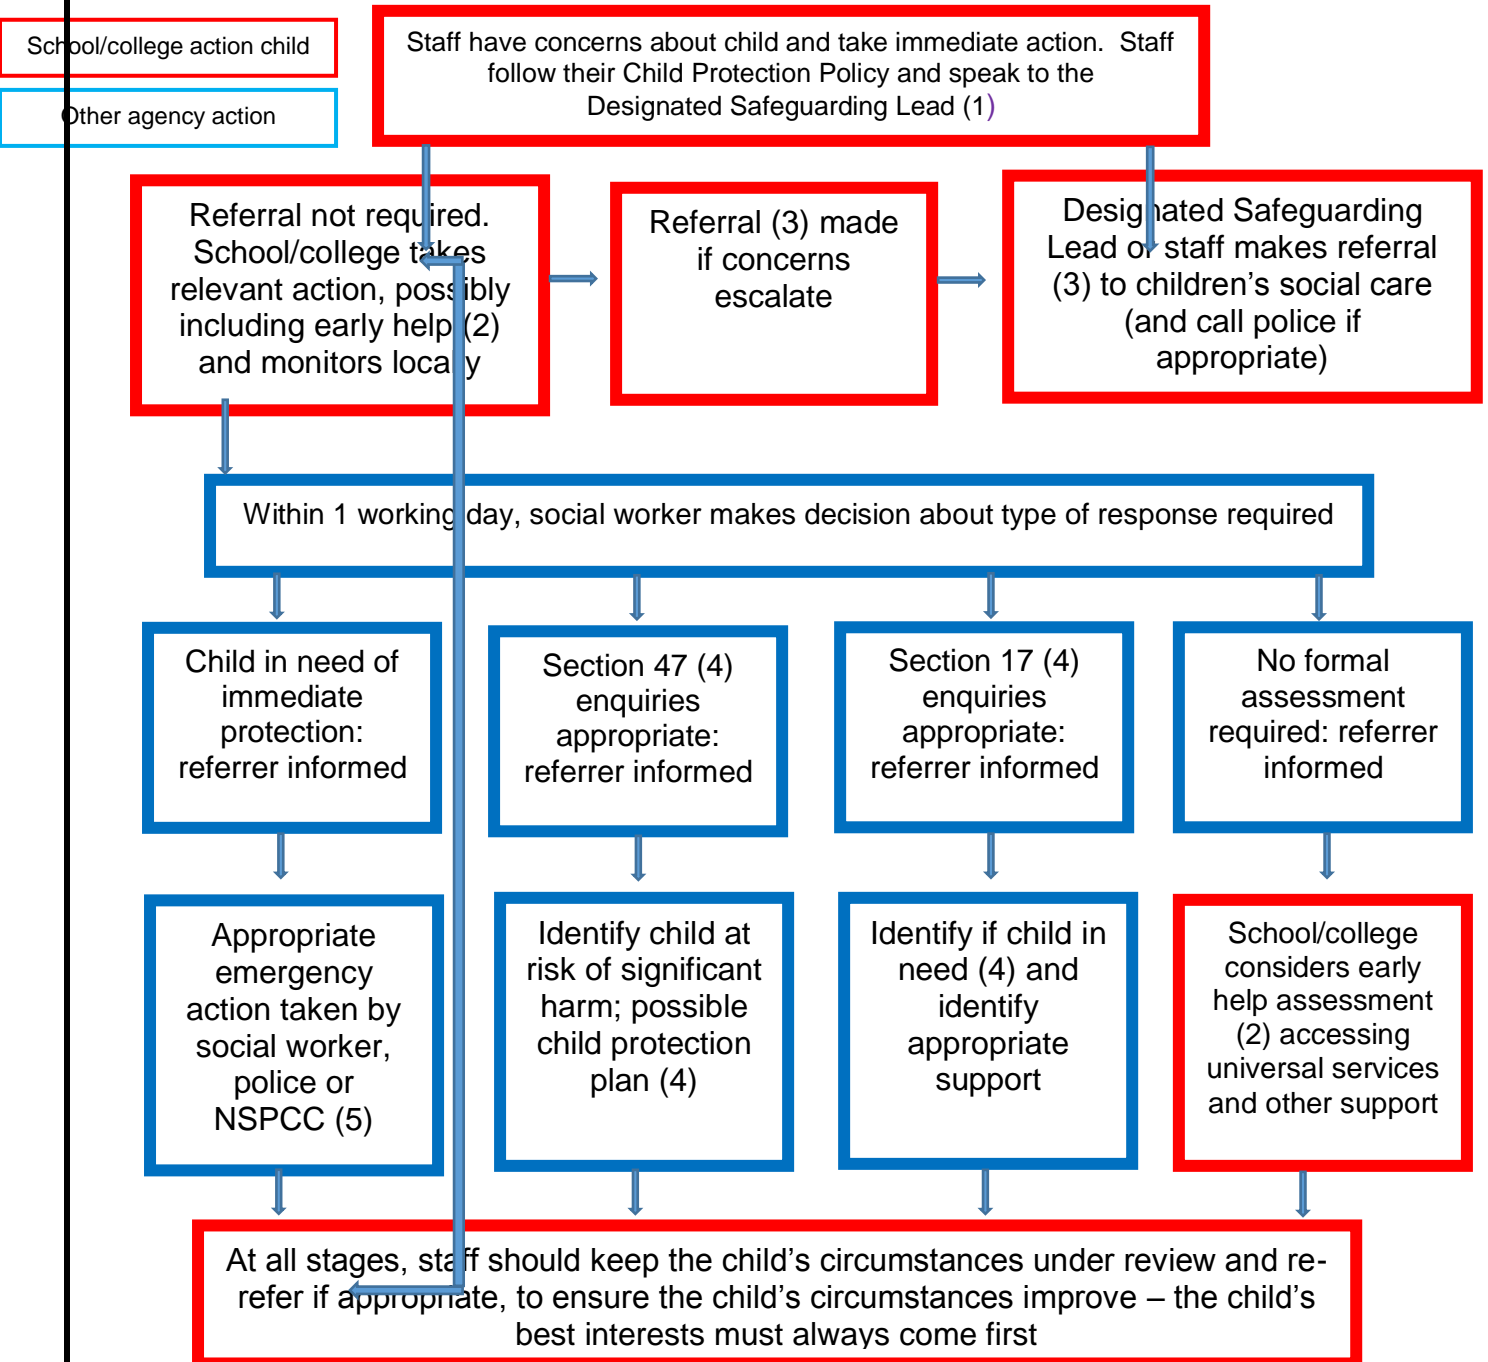 School/college action child
Other agency action
Staff have concerns about child and take immediate action.  Staff
follow their Child Protection Policy and speak to the
Designated Safeguarding Lead (1)
Referral not required.
School/college takes
relevant action, possibly
including early help (2)
and monitors locally
Referral (3) made
if concerns
escalate
Designated Safeguarding
Lead or staff makes referral
(3) to children’s social care
(and call police if
appropriate)
Within 1 working day, social worker makes decision about type of response required
Child in need of
immediate
protection:
referrer informed
Section 47 (4)
enquiries
appropriate:
referrer informed
Section 17 (4)
enquiries
appropriate:
referrer informed
No formal
assessment
required: referrer
informed
Appropriate
emergency
action taken by
social worker,
police or
NSPCC (5)
Identify child at
risk of significant
harm; possible
child protection
plan (4)
Identify if child in
need (4) and
identify
appropriate
support
School/college
considers early
help assessment
(2) accessing
universal services
and other support
At all stages, staff should keep the child’s circumstances under review and re-
refer if appropriate, to ensure the child’s circumstances improve – the child’s
best interests must always come first